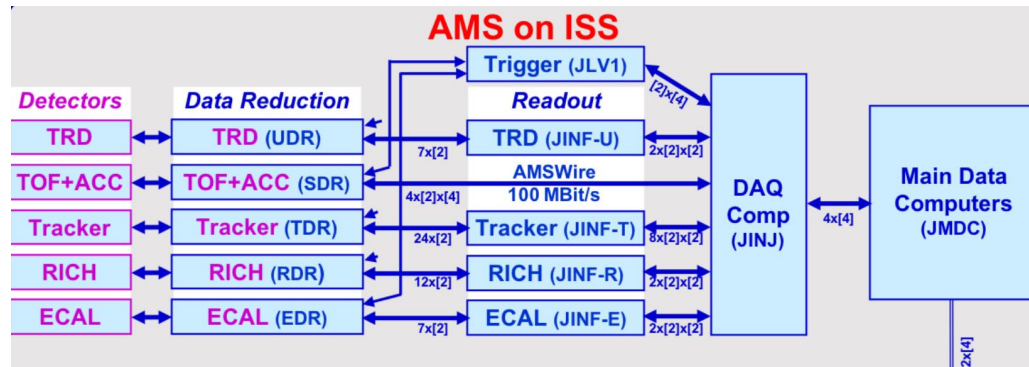 AMS on ISS
Trigger (JLV1)
[2]x[4]
Detectors Data Reduction Readout
TRD TRD (UDR) 7x[2] TRD (JINF-U) 2x[2]x[2]
TOF+ACC TOF+ACC (SDR) 4x[2]x[4] AMSWire
100 MBit/s
Tracker Tracker (TDR) 24x[2] Tracker (JINF-T) 8x[2]x[2]
RICH RICH (RDR) 12x[2] RICH (JINF-R) 2x[2]x[2]
ECAL ECAL (EDR) 7x[2] ECAL (JINF-E) 2x[2]x[2]
DAQ
Comp
(JINJ)
4x[4]
Main Data
Computers
(JMDC)
2x[4]